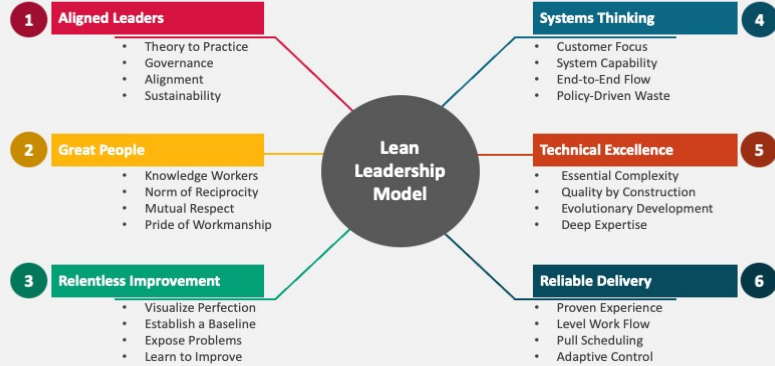 1 Aligned Leaders
• Theory to Practice
• Governance
• Alignment
• Sustainability
2 Great People
• Knowledge Workers
• Norm of Reciprocity
• Mutual Respect
• Pride of Workmanship
3 Relentless Improvement
• Visualize Perfection
• Establish a Baseline
• Expose Problems
• Learn to Improve
Lean
Leadership
Model
Systems Thinking 4
• Customer Focus
• System Capability
• End-to-End Flow
• Policy-Driven Waste
Technical Excellence 5
• Essential Complexity
• Quality by Construction
• Evolutionary Development
• Deep Expertise
Reliable Delivery 6
• Proven Experience
• Level Work Flow
• Pull Scheduling
• Adaptive Control